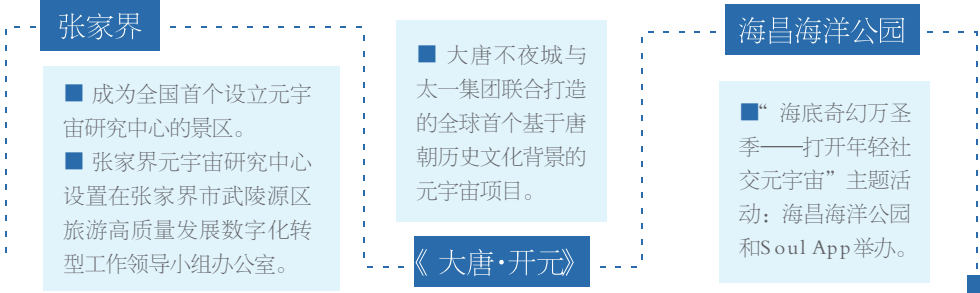 张家界
■ 成为全国首个设立元宇
宙研究中心的景区。
■ 张家界元宇宙研究中心
设置在张家界市武陵源区
旅游高质量发展数字化转
型工作领导小组办公室。
■ 大唐不夜城与
太一集团联合打造
的全球首个基于唐
朝历史文化背景的
元宇宙项目。
《大唐·开元》
海昌海洋公园
■“海底奇幻万圣
季——打开年轻社
交元宇宙”主题活
动：海昌海洋公园
和Soul App举办。